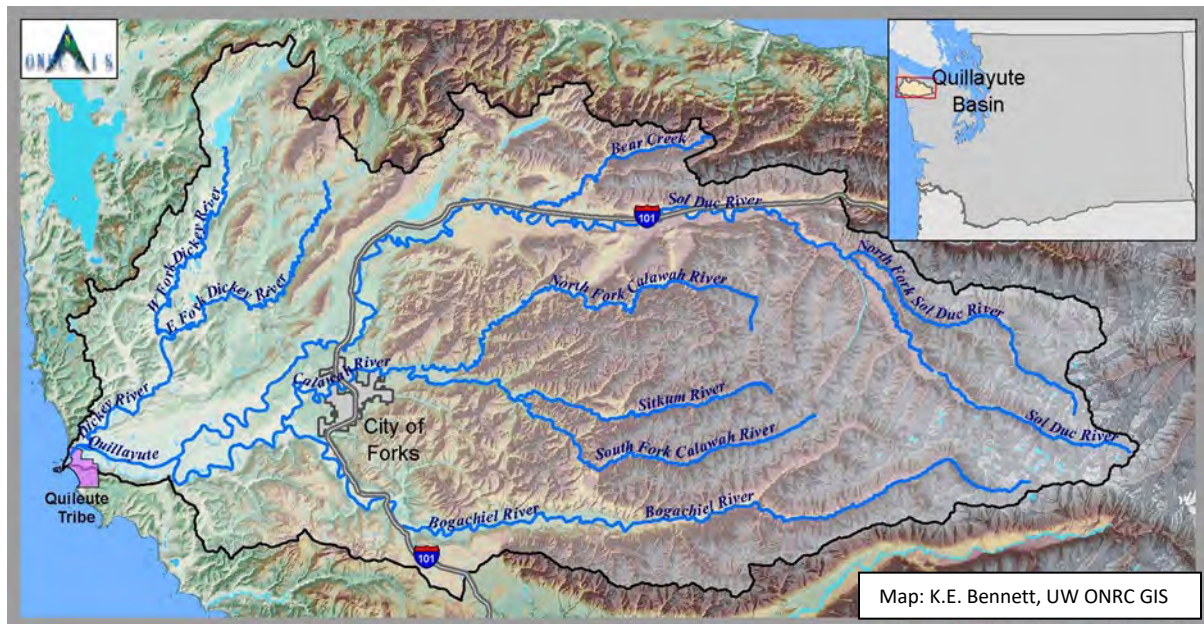 ONRC GIS
Quillayute
Basin
Bear Creek
Sol Duc River
101
W Fork Dickey River
E Fork Dickey River
North Fork Calawah River
North Fork Sol Duc River
Calawah River
Dickey River
Sitkum River
City of
Forks
South Fork Calawah River
Sol Duc River
Quillayute
Quileute
Tribe
Bogachiel River
Bogachiel River
101
Map: K.E. Bennett, UW ONRC GIS